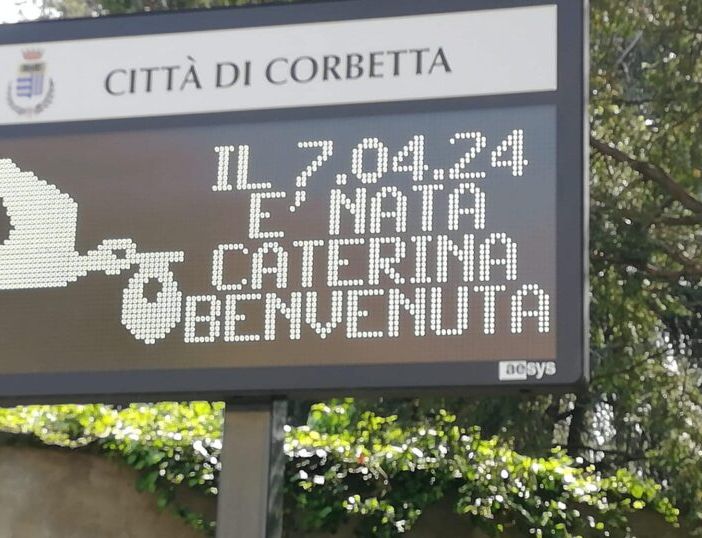 CITTÀ DI CORBETTA
IL 7.04.24
E' NATA
CATERINA
BENVENUTA
aesys